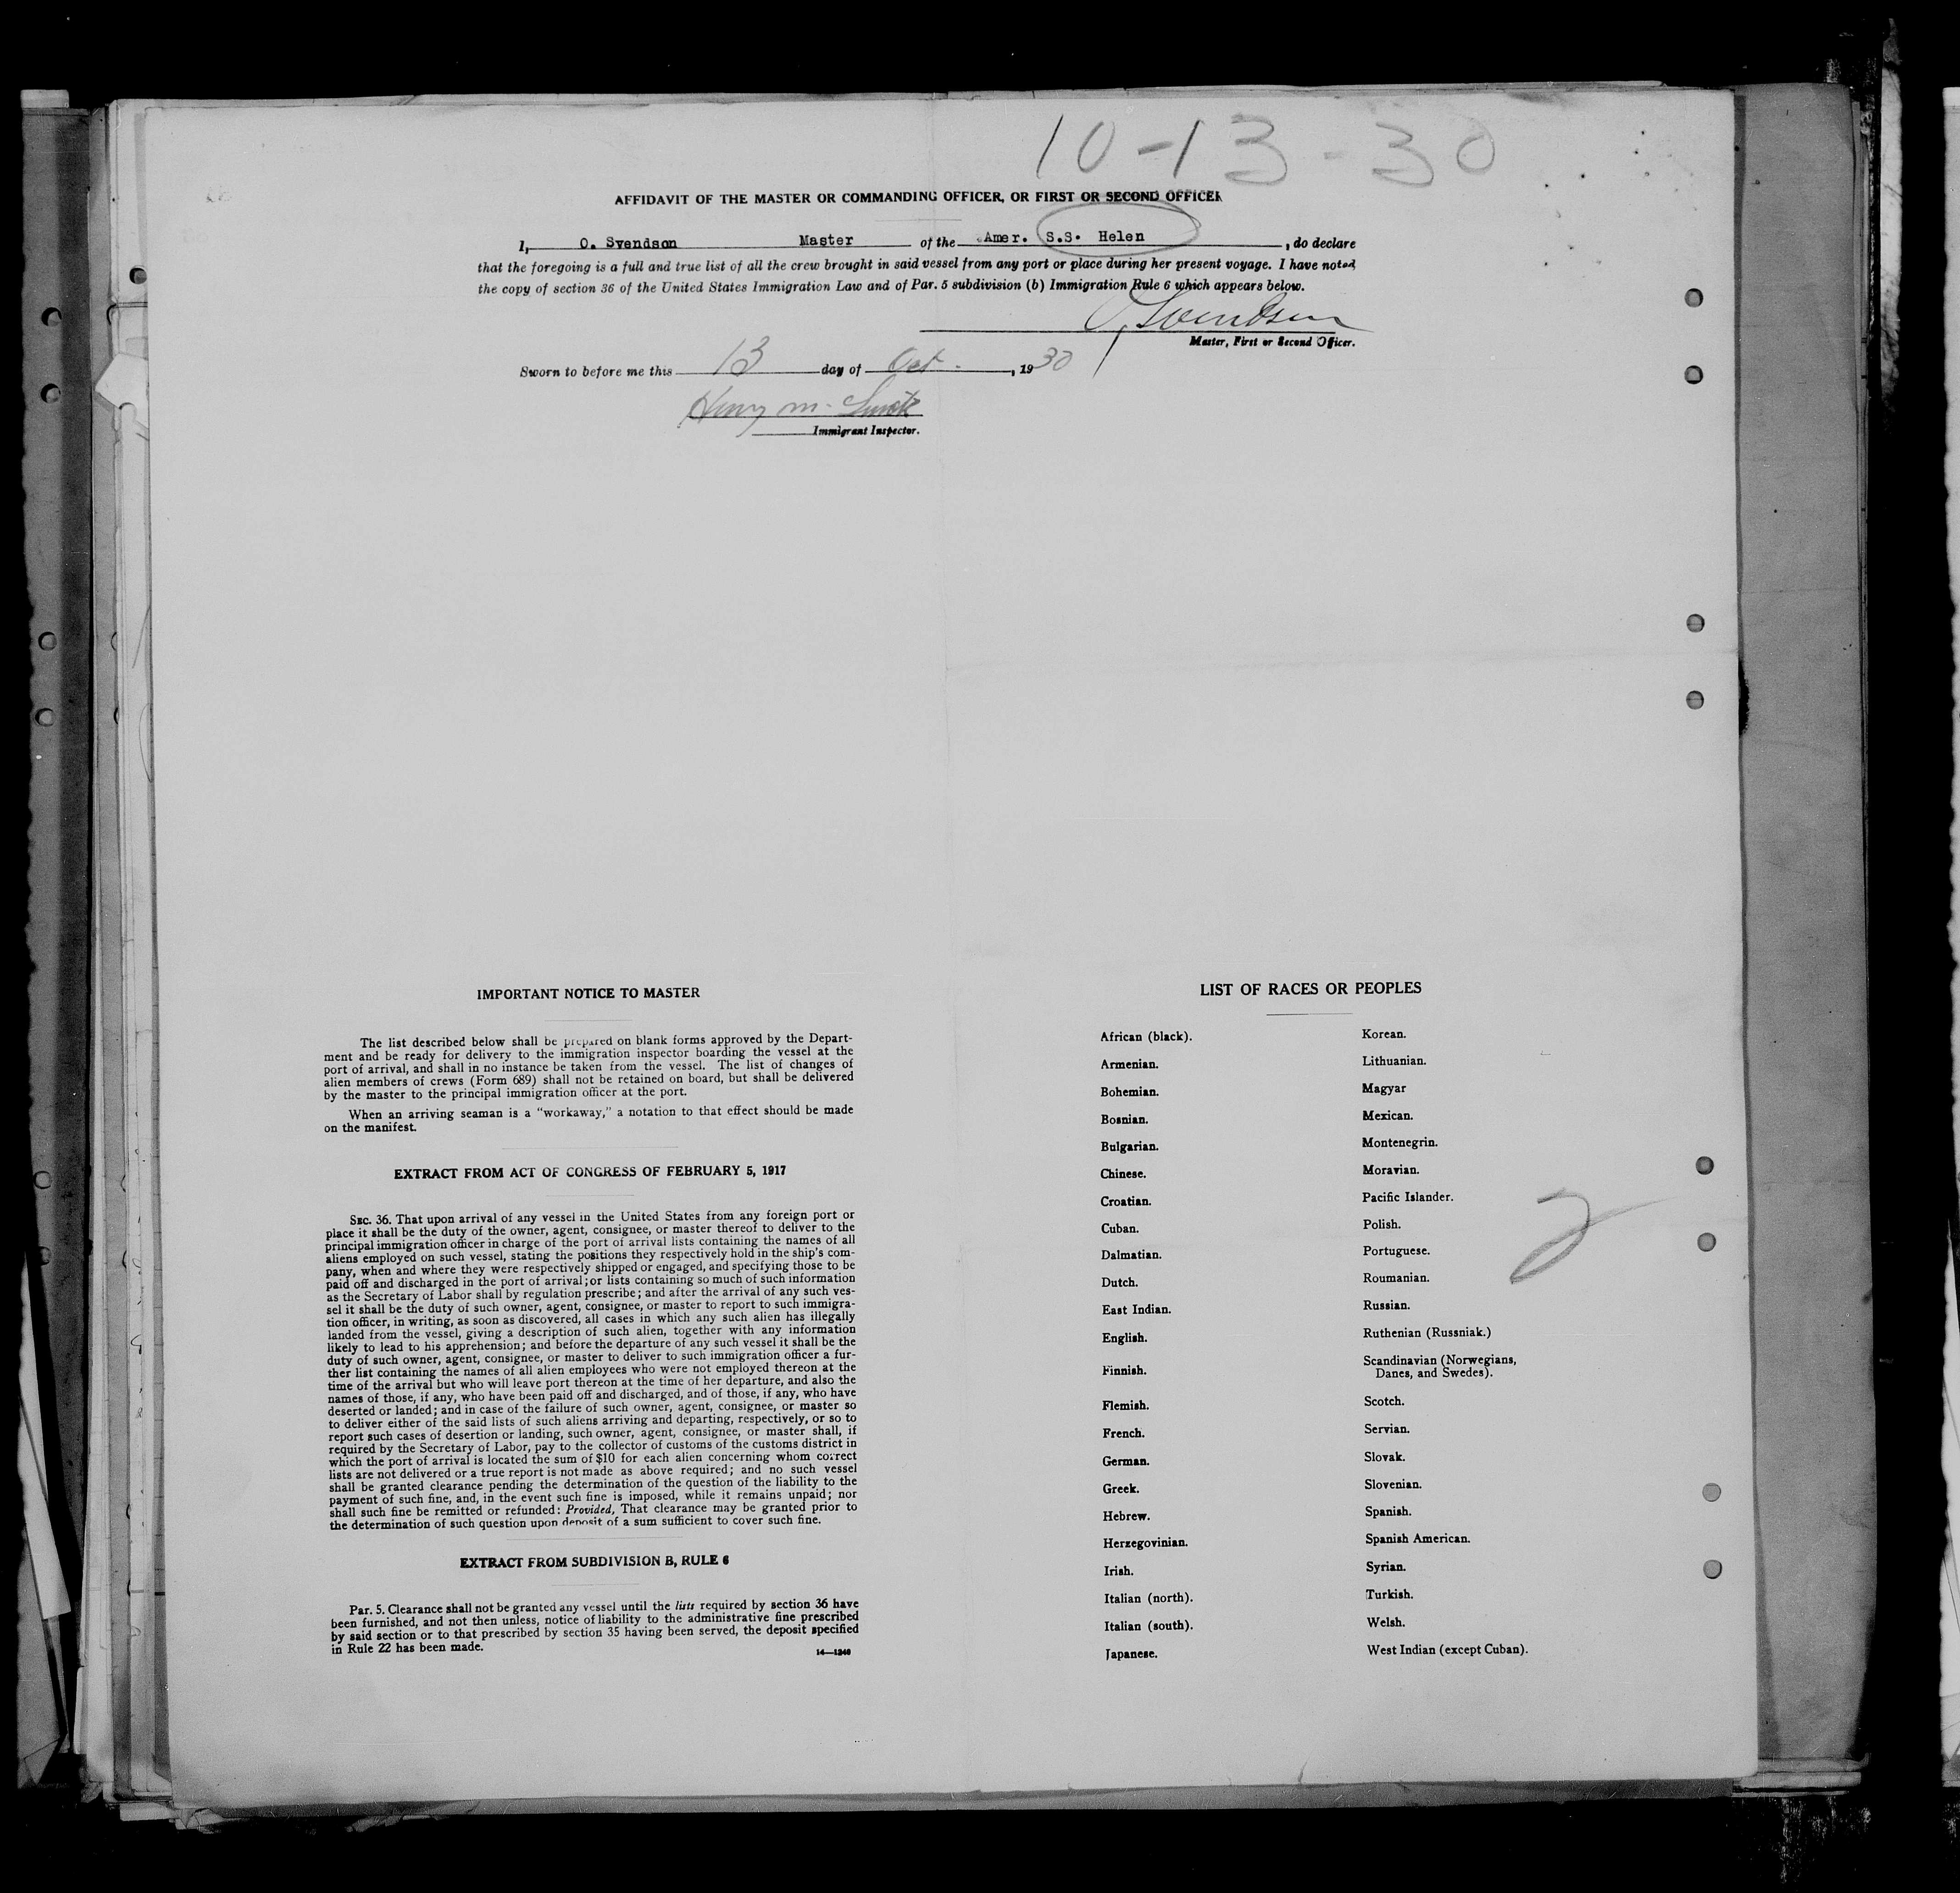 10-13-30
AFFIDAVIT OF THE MASTER OR COMMANDING OFFICER, OR FIRST OR SECOND OFFICER
I, O. Svendson Master of the Amer. S.S. Helen, do declare
that the foregoing is a full and true list of all the crew brought in said vessel from any port or place during her present voyage. I have noted
the copy of section 36 of the United States Immigration Law and of Par. 5 subdivision (b) Immigration Rule 6 which appears below.
O. Svendsen
Master, First or Second Officer.
Sworn to before me this 13 day of Oct., 1930
Henry M. Smith
Immigrant Inspector.
IMPORTANT NOTICE TO MASTER
The list described below shall be prepared on blank forms approved by the Depart-
ment and be ready for delivery to the immigration inspector boarding the vessel at the
port of arrival, and shall in no instance be taken from the vessel. The list of changes of
alien members of crews (Form 689) shall not be retained on board, but shall be delivered
by the master to the principal immigration officer at the port.
When an arriving seaman is a "workaway," a notation to that effect should be made
on the manifest.
EXTRACT FROM ACT OF CONGRESS OF FEBRUARY 5, 1917
SEC. 36. That upon arrival of any vessel in the United States from any foreign port or
place it shall be the duty of the owner, agent, consignee, or master thereof to deliver to the
principal immigration officer in charge of the port of arrival lists containing the names of all
aliens employed on such vessel, stating the positions they respectively hold in the ship's com-
pany, when and where they were respectively shipped or engaged, and specifying those to be
paid off and discharged in the port of arrival; or lists containing so much of such information
as the Secretary of Labor shall by regulation prescribe; and after the arrival of any such ves-
sel it shall be the duty of such owner, agent, consignee, or master to report to such immigra-
tion officer, in writing, as soon as discovered, all cases in which any such alien has illegally
landed from the vessel, giving a description of such alien, together with any information
likely to lead to his apprehension; and before the departure of any such vessel it shall be the
duty of such owner, agent, consignee, or master to deliver to such immigration officer a fur-
ther list containing the names of all alien employees who were not employed thereon at the
time of the arrival but who will leave port thereon at the time of her departure, and also the
names of those, if any, who have been paid off and discharged, and of those, if any, who have
deserted or landed; and in case of the failure of such owner, agent, consignee, or master so
to deliver either of the said lists of such aliens arriving and departing, respectively, or so to
report such cases of desertion or landing, such owner, agent, consignee, or master shall, if
required by the Secretary of Labor, pay to the collector of customs of the customs district in
which the port of arrival is located the sum of $10 for each alien concerning whom correct
lists are not delivered or a true report is not made as above required; and no such vessel
shall be granted clearance pending the determination of the question of the liability to the
payment of such fine, and, in the event such fine is imposed, while it remains unpaid; nor
shall such fine be remitted or refunded: Provided, That clearance may be granted prior to
the determination of such question upon deposit of a sum sufficient to cover such fine.
EXTRACT FROM SUBDIVISION B, RULE 6
Par. 5. Clearance shall not be granted any vessel until the lists required by section 36 have
been furnished, and not then unless, notice of liability to the administrative fine prescribed
by said section or to that prescribed by section 35 having been served, the deposit specified
in Rule 22 has been made.
14—1240
LIST OF RACES OR PEOPLES
African (black).
Armenian.
Bohemian.
Bosnian.
Bulgarian.
Chinese.
Croatian.
Cuban.
Dalmatian.
Dutch.
East Indian.
English.
Finnish.
Flemish.
French.
German.
Greek.
Hebrew.
Herzegovinian.
Irish.
Italian (north).
Italian (south).
Japanese.
Korean.
Lithuanian.
Magyar
Mexican.
Montenegrin.
Moravian.
Pacific Islander.
Polish.
Portuguese.
Roumanian.
Russian.
Ruthenian (Russniak.)
Scandinavian (Norwegians,
Danes, and Swedes).
Scotch.
Servian.
Slovak.
Slovenian.
Spanish.
Spanish American.
Syrian.
Turkish.
Welsh.
West Indian (except Cuban).
2